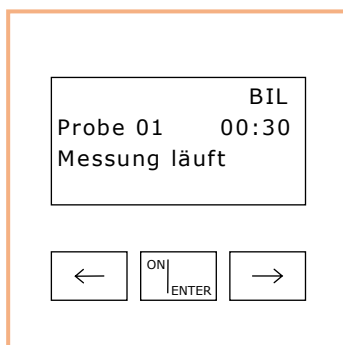 BIL
Probe 01 00:30
Messung läuft
← ON ENTER →